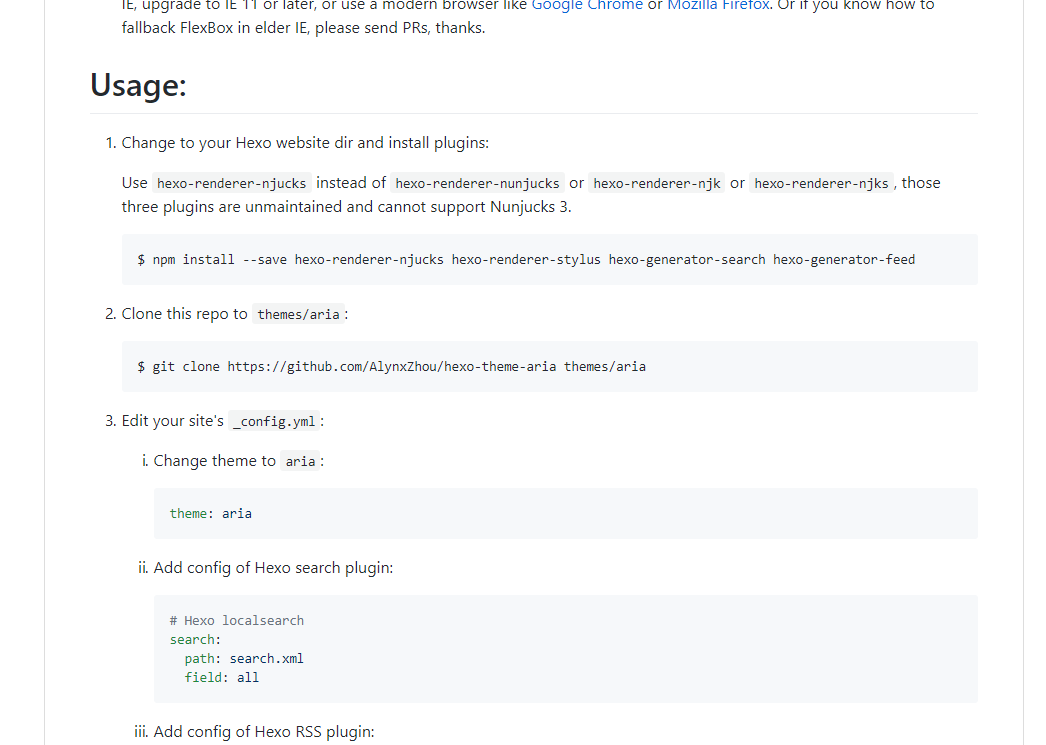 IE, upgrade to IE 11 or later, or use a modern browser like Google Chrome or Mozilla Firefox. Or if you know how to
fallback FlexBox in elder IE, please send PRs, thanks.
Usage:
1. Change to your Hexo website dir and install plugins:
Use hexo-renderer-njucks instead of hexo-renderer-nunjucks or hexo-renderer-njk or hexo-renderer-njks, those
three plugins are unmaintained and cannot support Nunjucks 3.
$ npm install --save hexo-renderer-njucks hexo-renderer-stylus hexo-generator-search hexo-generator-feed
2. Clone this repo to themes/aria:
$ git clone https://github.com/AlynxZhou/hexo-theme-aria themes/aria
3. Edit your site's _config.yml:
i. Change theme to aria:
theme: aria
ii. Add config of Hexo search plugin:
# Hexo localsearch
search:
  path: search.xml
  field: all
iii. Add config of Hexo RSS plugin: